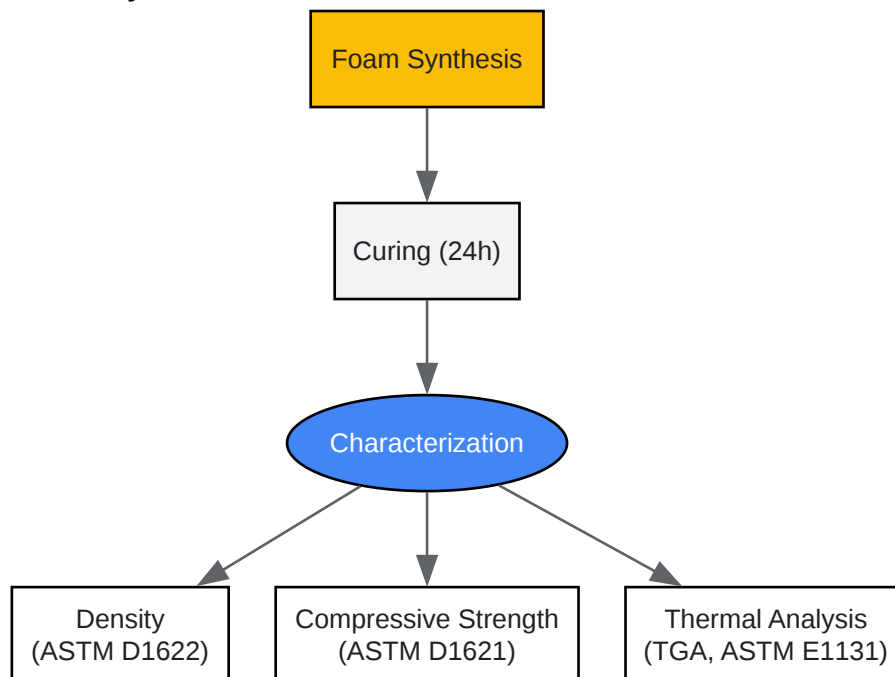 Foam Synthesis
Curing (24h)
Characterization
Density
(ASTM D1622)
Compressive Strength
(ASTM D1621)
Thermal Analysis
(TGA, ASTM E1131)